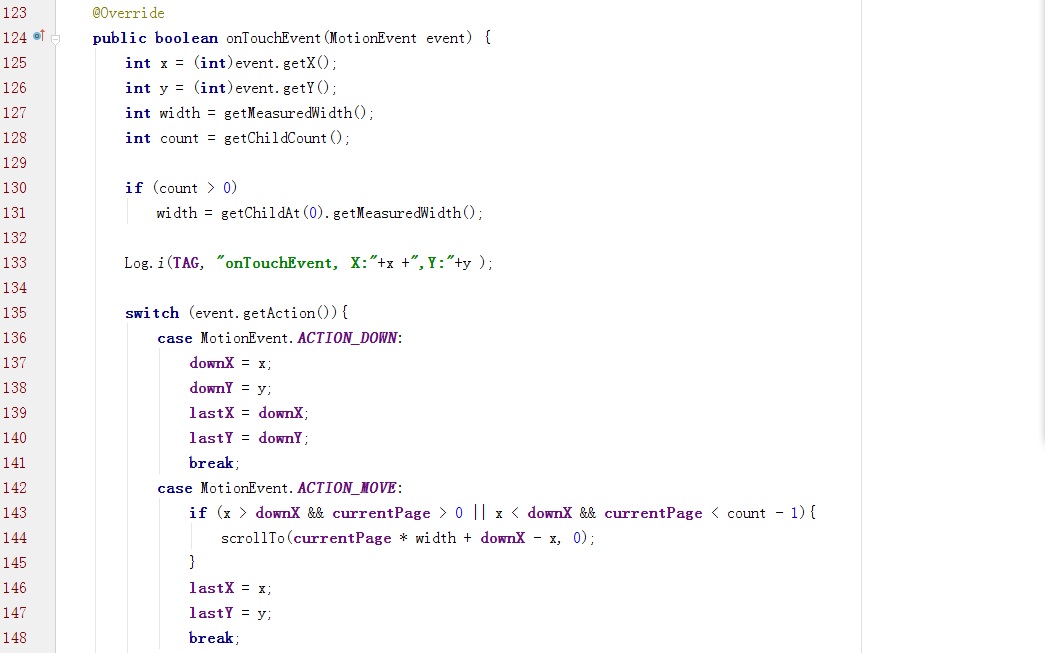 123 @Override
124 public boolean onTouchEvent(MotionEvent event) {
125 int x = (int)event.getX();
126 int y = (int)event.getY();
127 int width = getMeasuredWidth();
128 int count = getChildCount();
129
130 if (count > 0)
131 width = getChildAt(0).getMeasuredWidth();
132
133 Log.i(TAG, "onTouchEvent, X:"+x +",Y:"+y );
134
135 switch (event.getAction()){
136 case MotionEvent.ACTION_DOWN:
137 downX = x;
138 downY = y;
139 lastX = downX;
140 lastY = downY;
141 break;
142 case MotionEvent.ACTION_MOVE:
143 if (x > downX && currentPage > 0 || x < downX && currentPage < count - 1){
144 scrollTo(currentPage * width + downX - x, 0);
145 }
146 lastX = x;
147 lastY = y;
148 break;